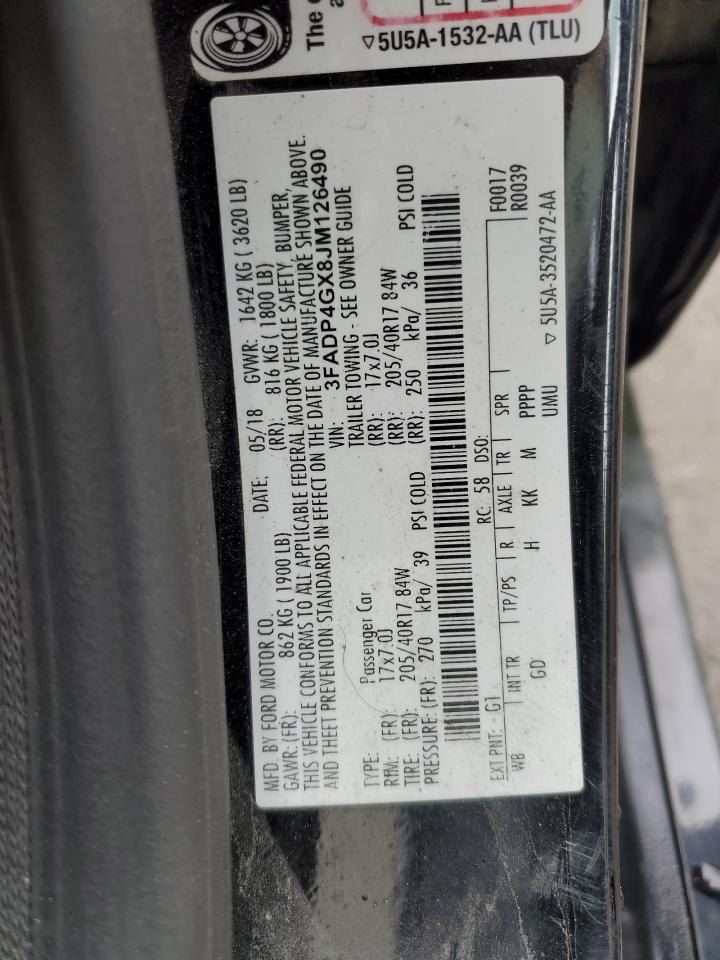 The
▽5U5A-1532-AA (TLU)
MFD. BY FORD MOTOR CO. DATE: 05/18 GVWR: 1642 KG ( 3620 LB)
GAWR: (FR): 862 KG ( 1900 LB) (RR): 816 KG ( 1800 LB)
THIS VEHICLE CONFORMS TO ALL APPLICABLE FEDERAL MOTOR VEHICLE SAFETY, BUMPER,
AND THEFT PREVENTION STANDARDS IN EFFECT ON THE DATE OF MANUFACTURE SHOWN ABOVE.
VIN: 3FADP4GX8JM126490
TYPE: Passenger Car TRAILER TOWING - SEE OWNER GUIDE
RIM: (FR) 17x7.0J (RR): 17x7.0J
TIRE: (FR): 205/40R17 84W (RR): 205/40R17 84W
PRESSURE: (FR): 270 kPa/ 39 PSI COLD (RR): 250 kPa/ 36 PSI COLD
EXT PNT: G1 RC: 58 DSO: F0017
R0039
WB INT TR TP/PS R AXLE TR SPR
GD H KK M PPPP
UMU ▽ 5U5A-3520472-AA